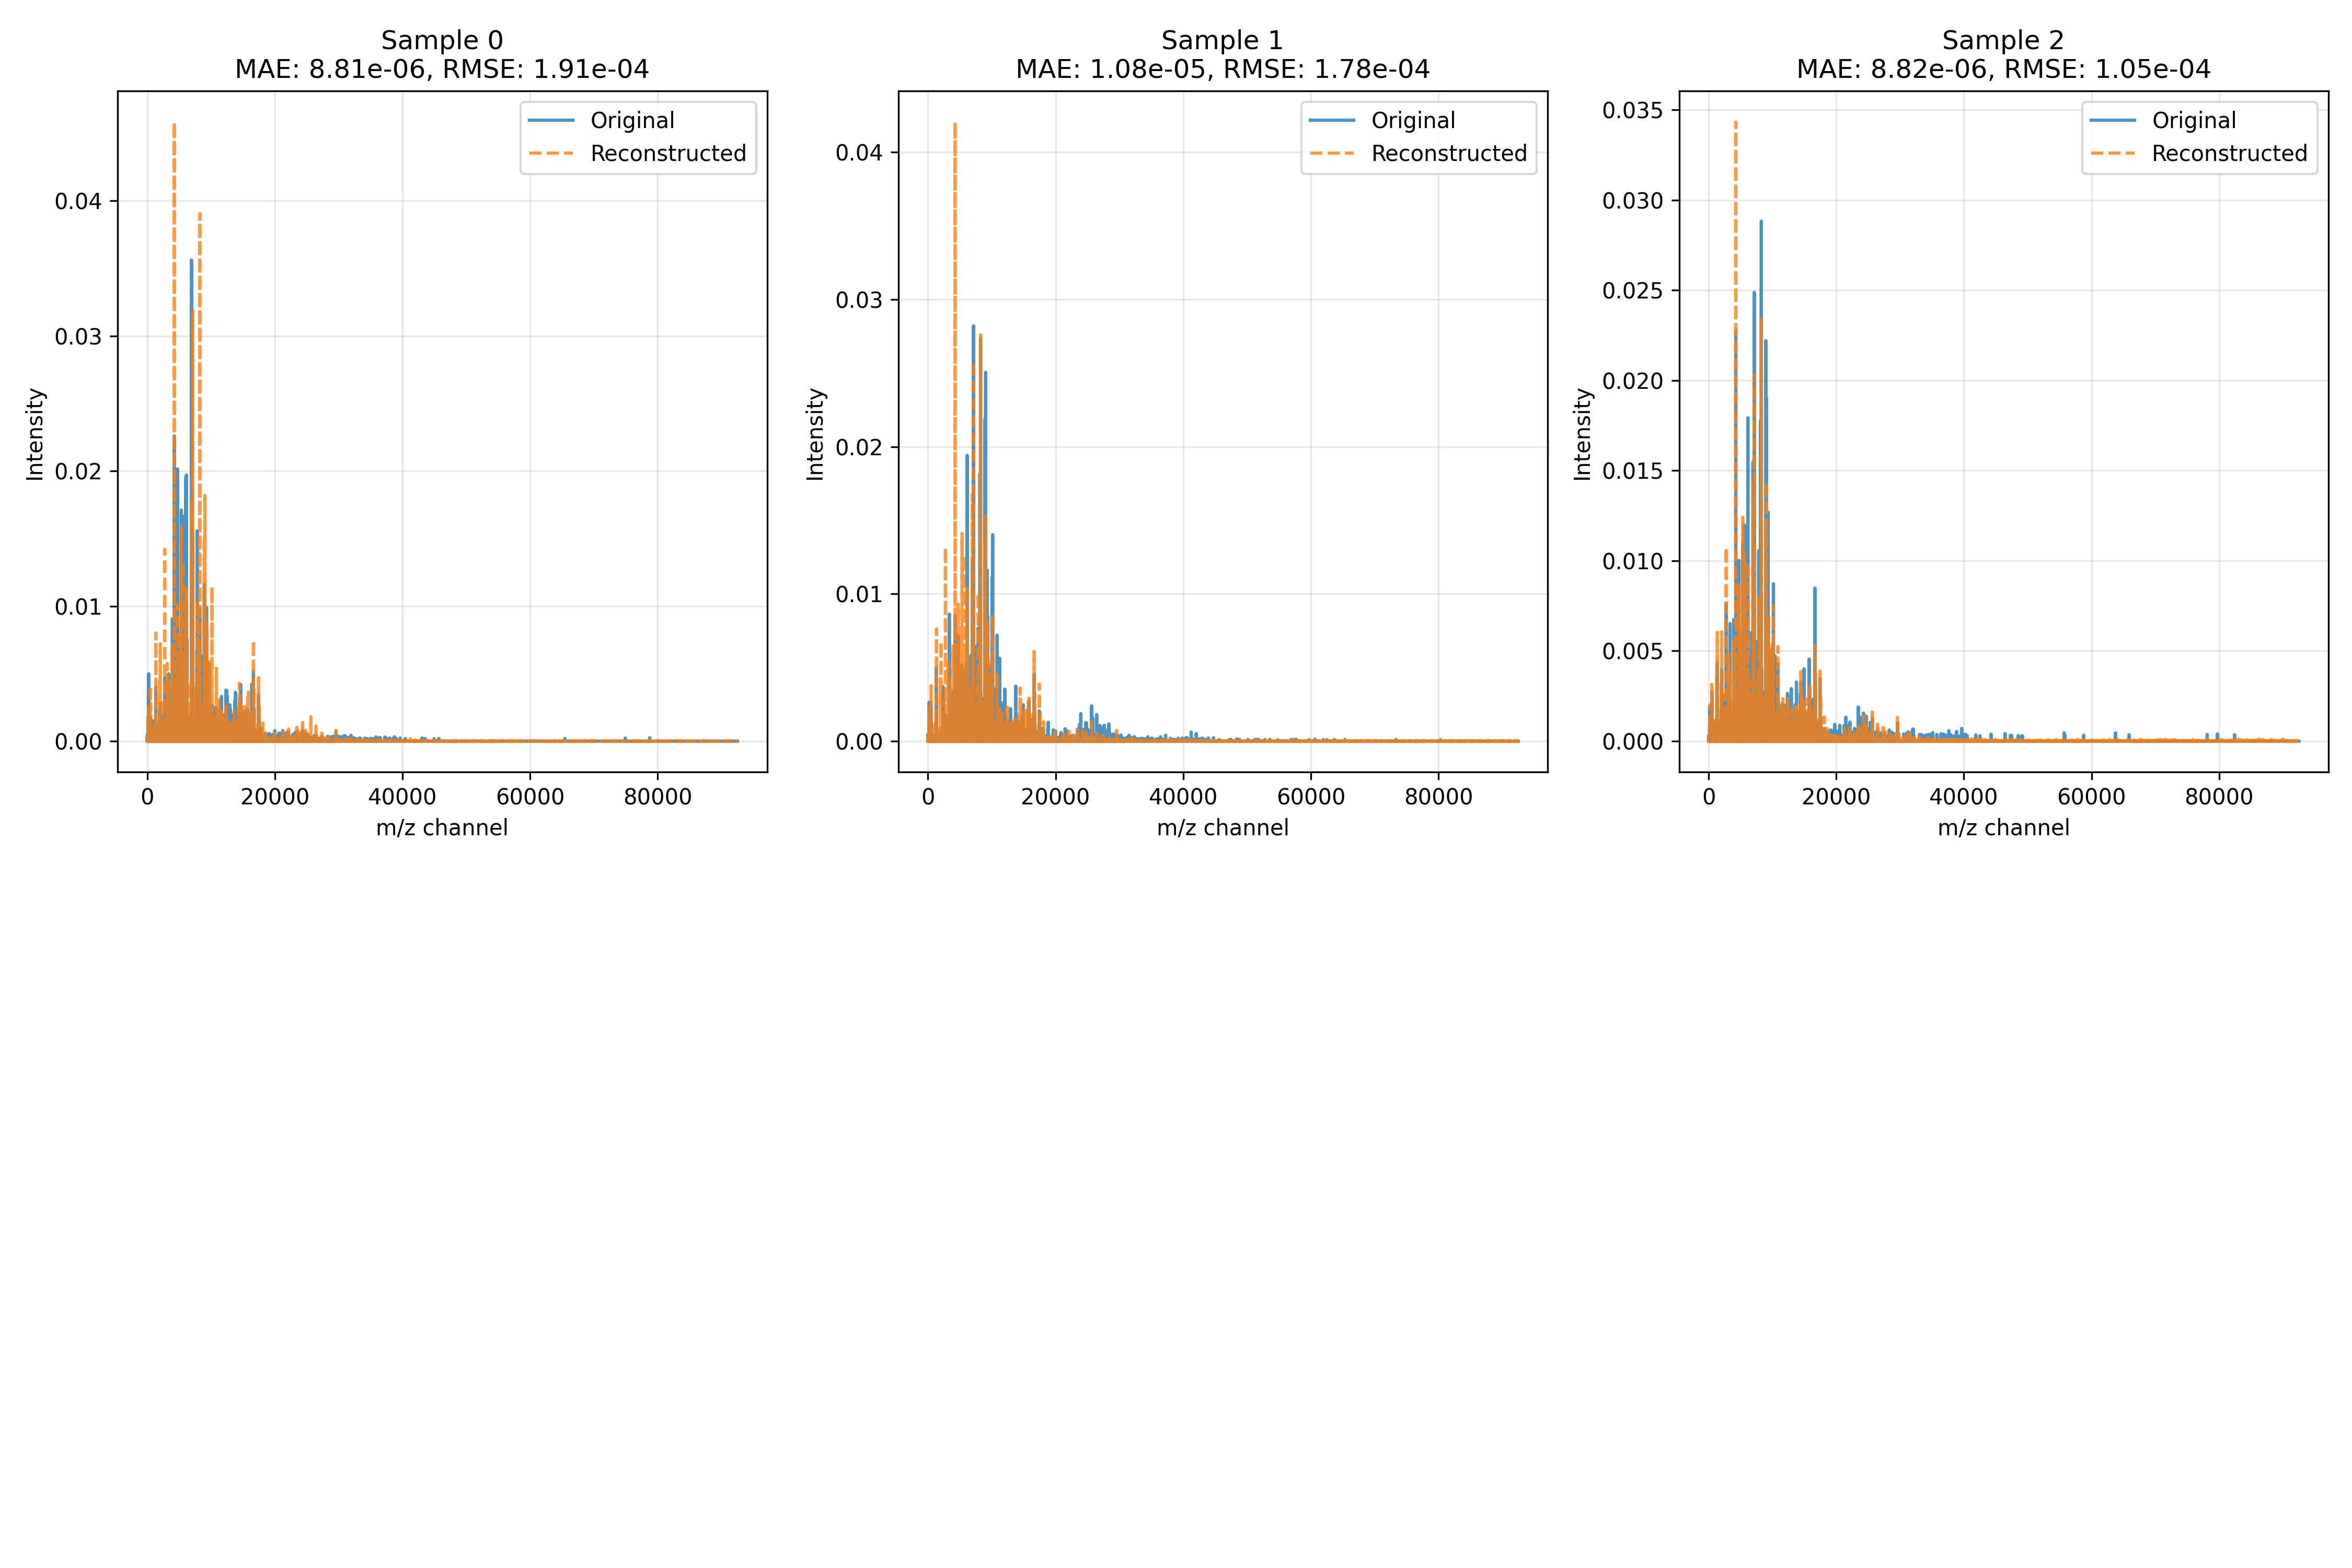 Sample 0
MAE: 8.81e-06, RMSE: 1.91e-04
Original
Reconstructed
0.04
0.03
0.02
0.01
0.00
Intensity
0 20000 40000 60000 80000
m/z channel
Sample 1
MAE: 1.08e-05, RMSE: 1.78e-04
Original
Reconstructed
0.04
0.03
0.02
0.01
0.00
Intensity
0 20000 40000 60000 80000
m/z channel
Sample 2
MAE: 8.82e-06, RMSE: 1.05e-04
Original
Reconstructed
0.035
0.030
0.025
0.020
0.015
0.010
0.005
0.000
Intensity
0 20000 40000 60000 80000
m/z channel